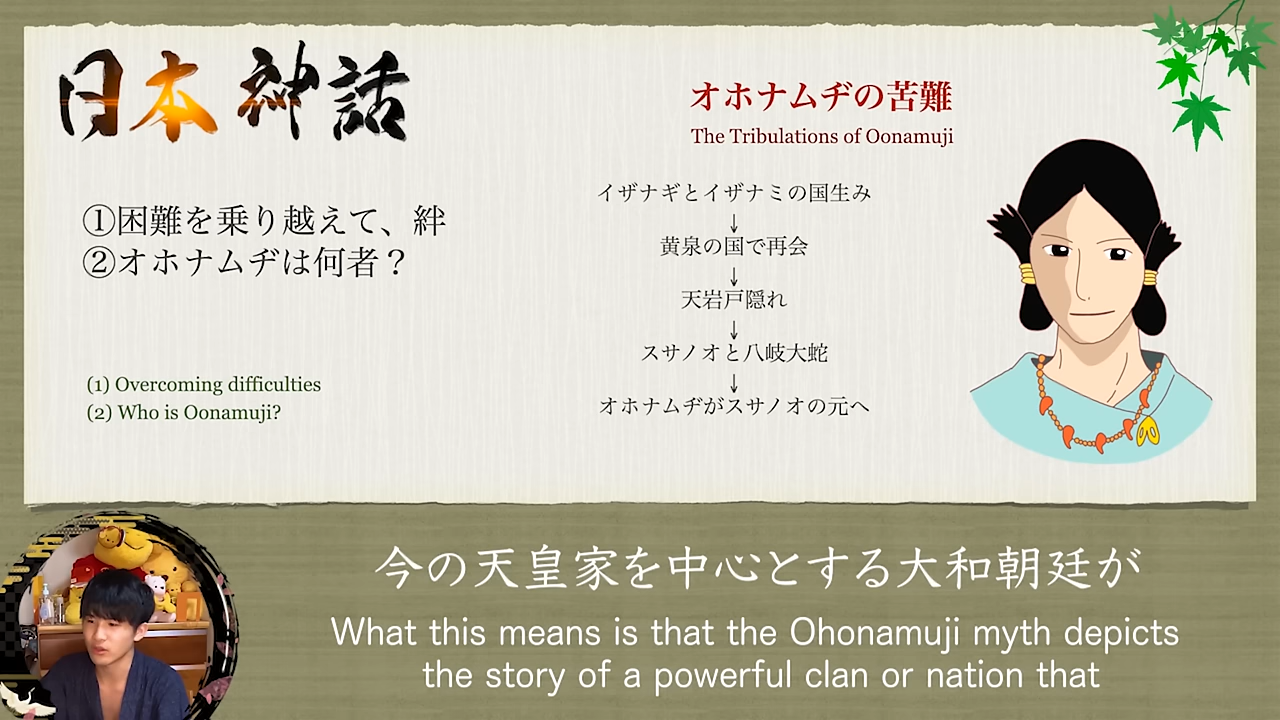 日本神話
オホナムヂの苦難
The Tribulations of Oonamuji
①困難を乗り越えて、絆
②オホナムヂは何者？
(1) Overcoming difficulties
(2) Who is Oonamuji?
イザナギとイザナミの国生み
↓
黄泉の国で再会
↓
天岩戸隠れ
↓
スサノオと八岐大蛇
↓
オホナムヂがスサノオの元へ
今の天皇家を中心とする大和朝廷が
What this means is that the Ohonamuji myth depicts
the story of a powerful clan or nation that